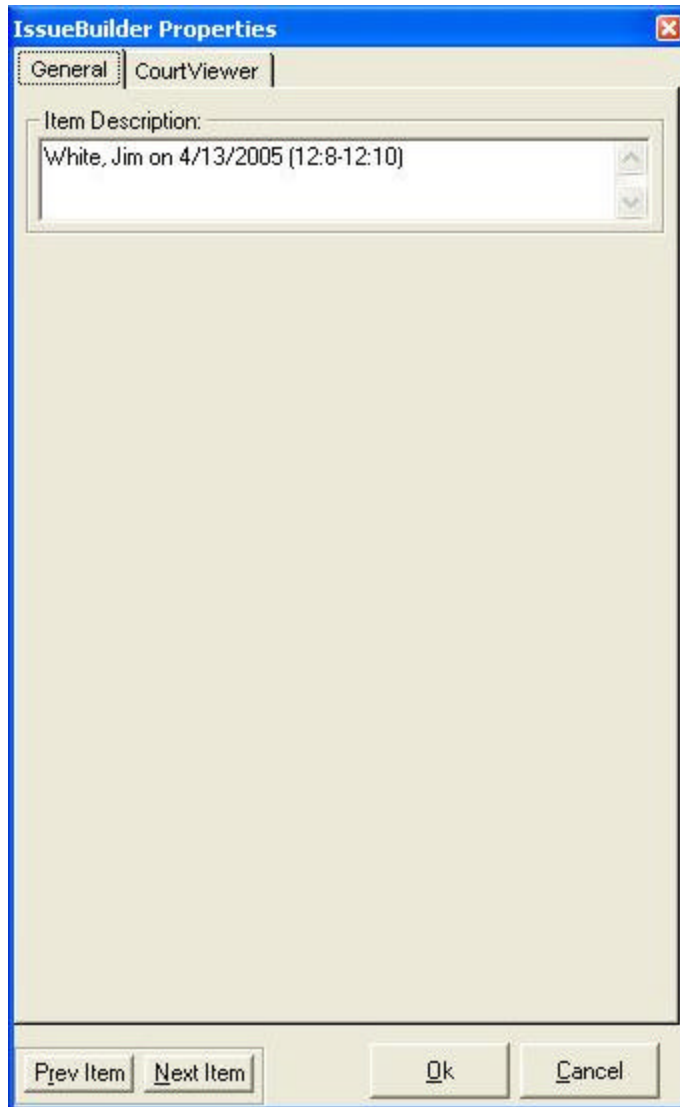 IssueBuilder Properties
General CourtViewer
Item Description:
White, Jim on 4/13/2005 (12:8-12:10)
Prev Item Next Item Ok Cancel